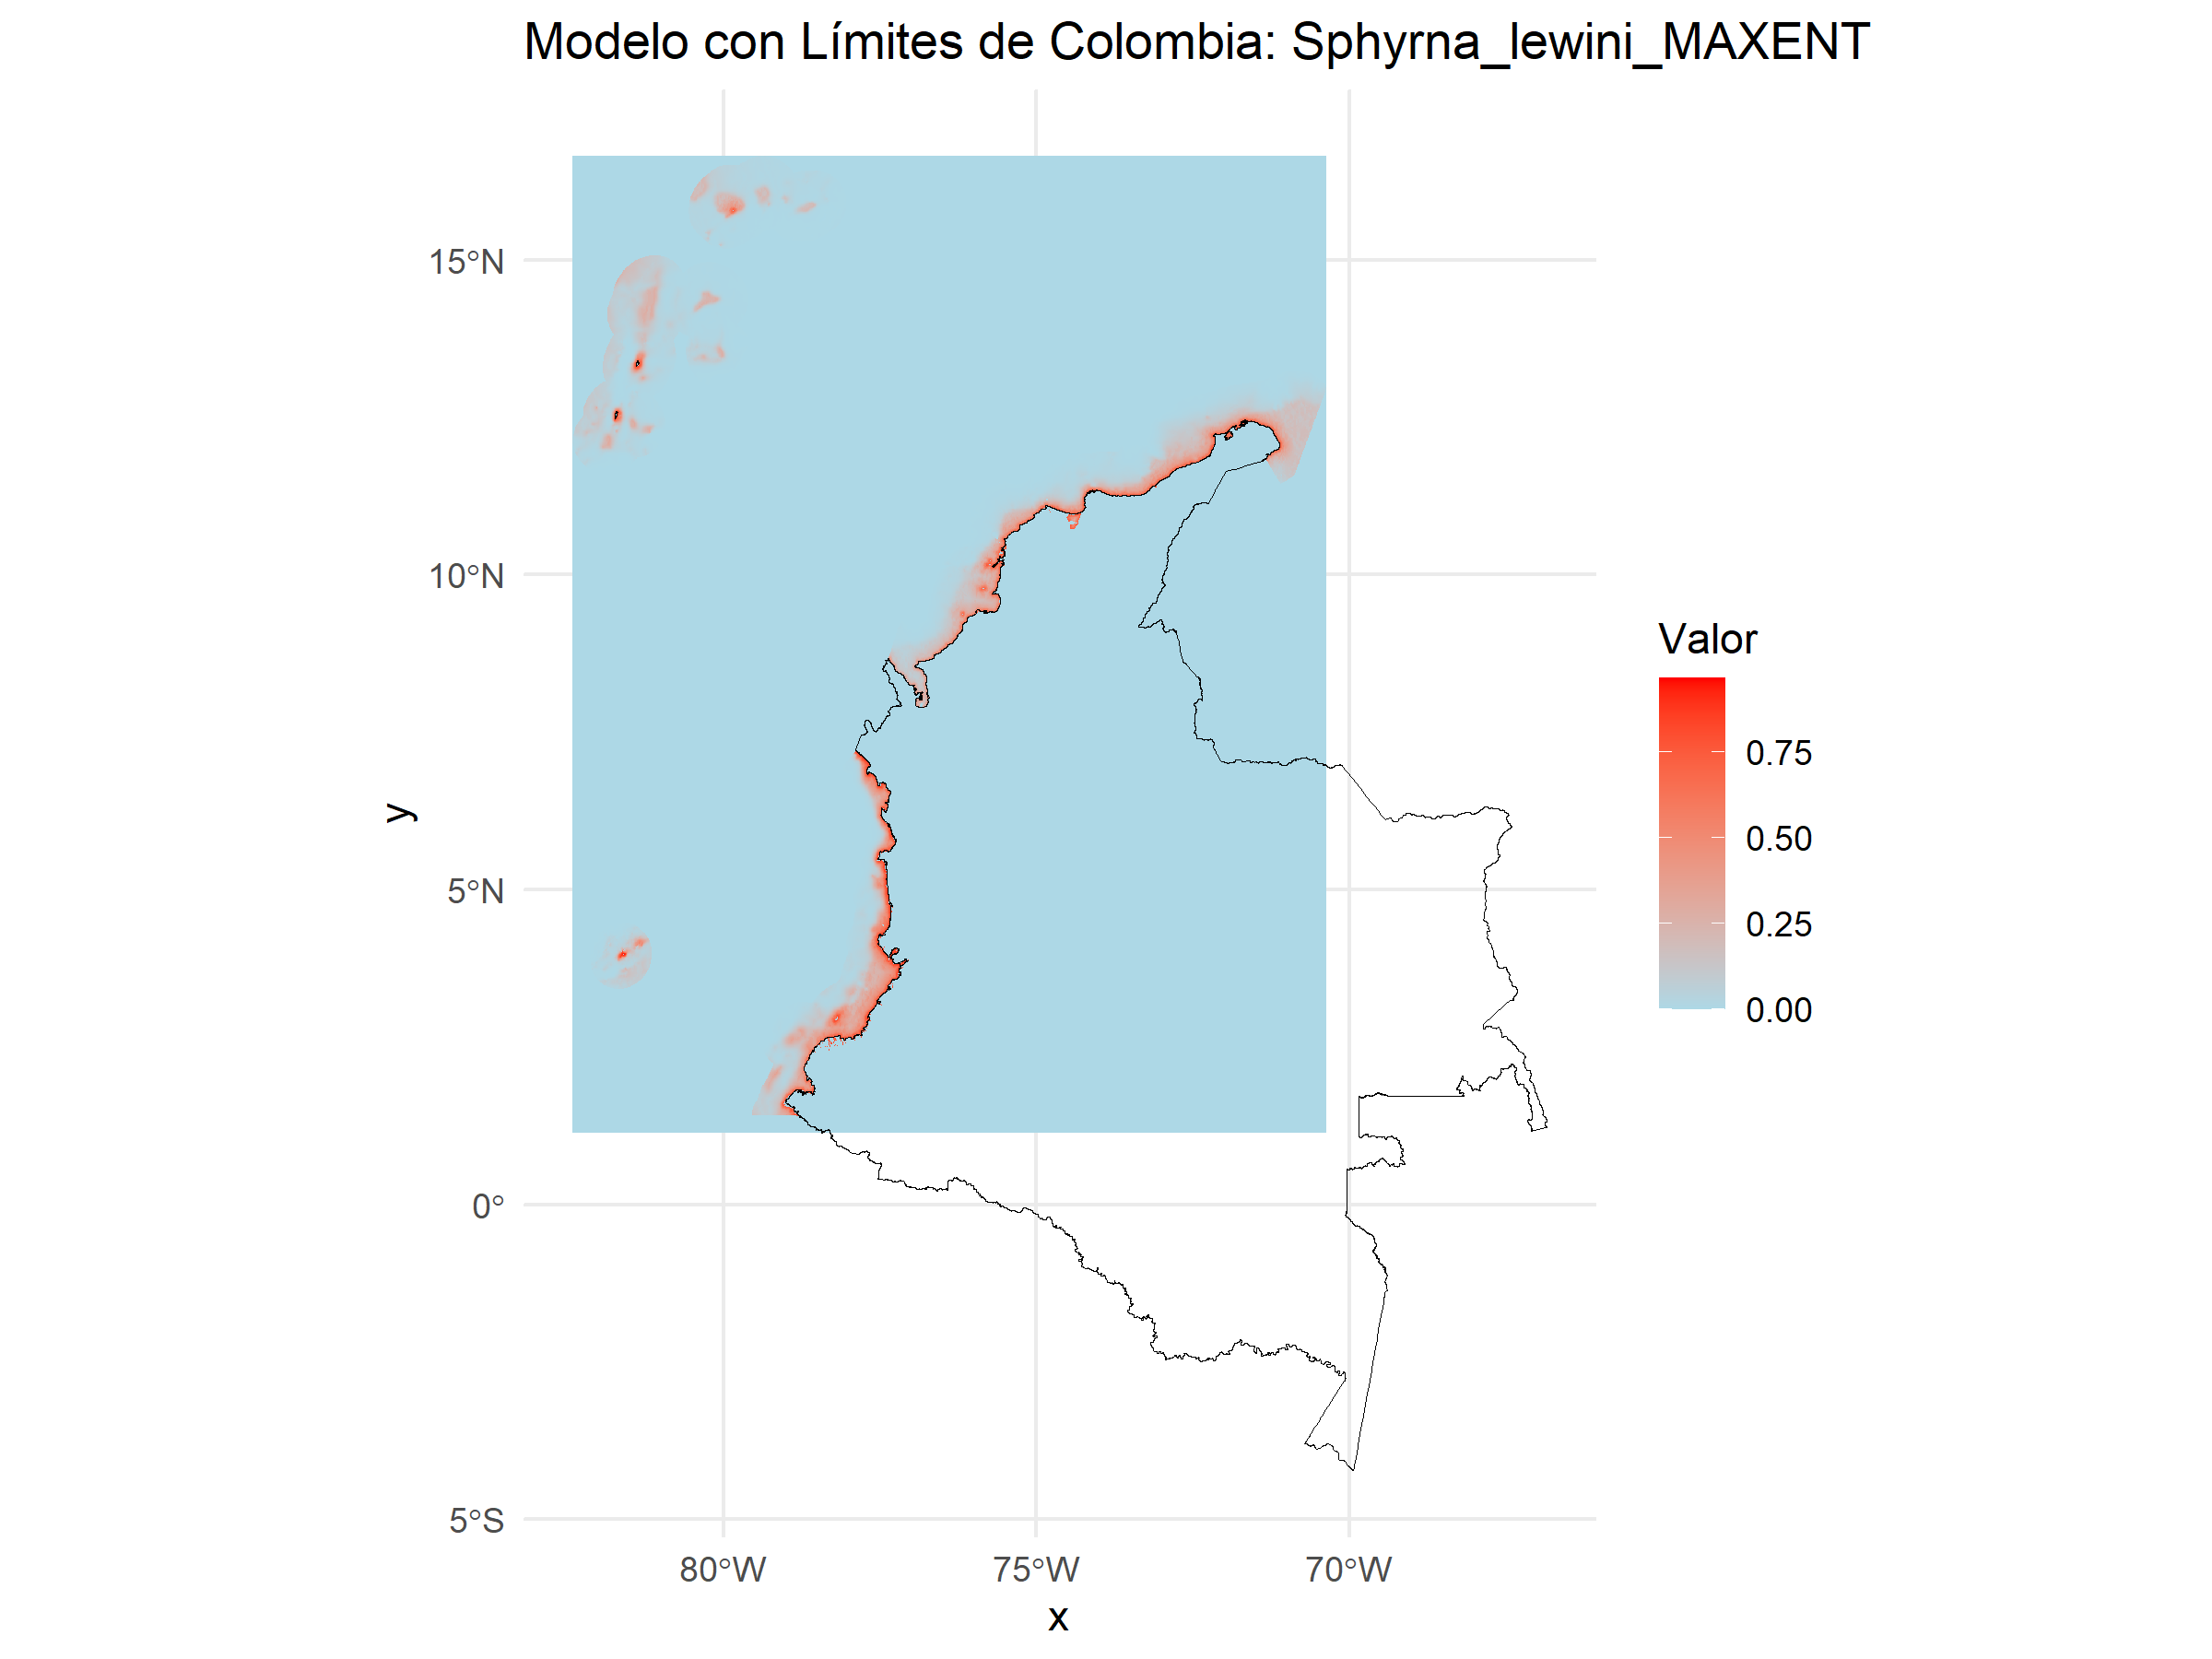 Modelo con Límites de Colombia: Sphyrna_lewini_MAXENT
15°N
10°N
5°N
0°
5°S
y
80°W
75°W
70°W
x
Valor
0.75
0.50
0.25
0.00